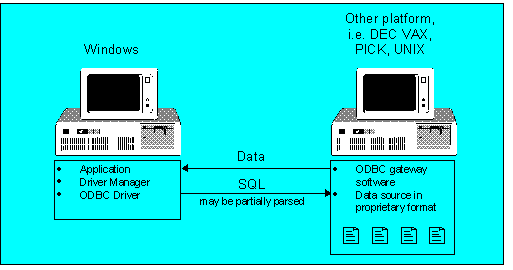 Other platform,
i.e. DEC VAX,
PICK, UNIX
Windows
Data
SQL
may be partially parsed
• Application
• Driver Manager
• ODBC Driver
• ODBC gateway
software
• Data source in
proprietary format